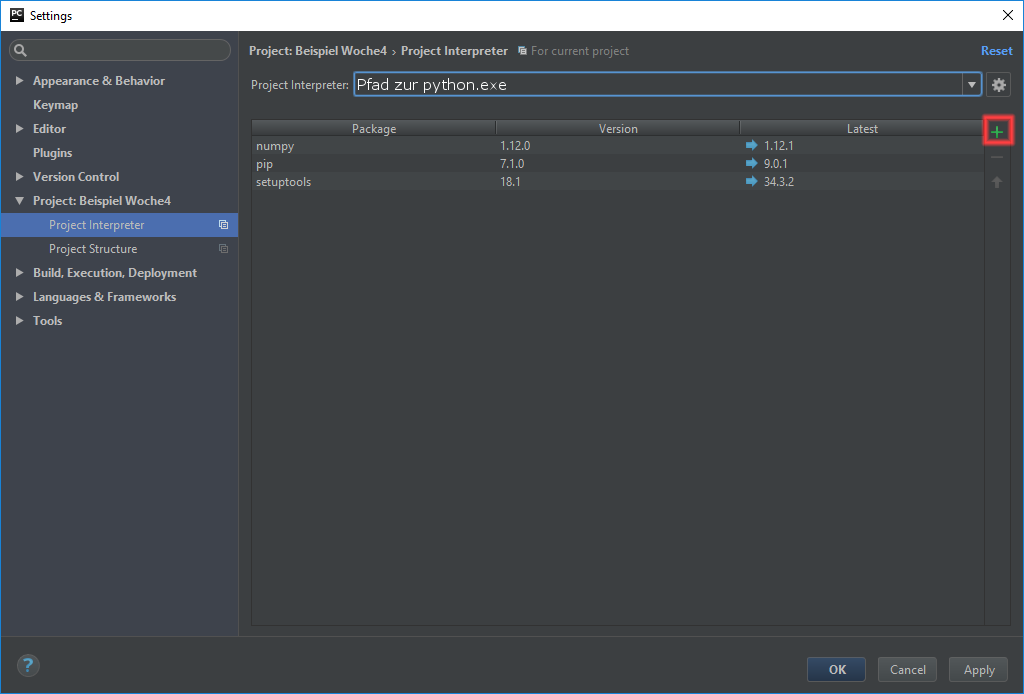 PC Settings
Project: Beispiel Woche4 › Project Interpreter For current project Reset
Appearance & Behavior
Keymap
Editor
Plugins
Version Control
Project: Beispiel Woche4
Project Interpreter
Project Structure
Build, Execution, Deployment
Languages & Frameworks
Tools
Project Interpreter: Pfad zur python.exe
Package Version Latest
numpy 1.12.0 1.12.1
pip 7.1.0 9.0.1
setuptools 18.1 34.3.2
? OK Cancel Apply